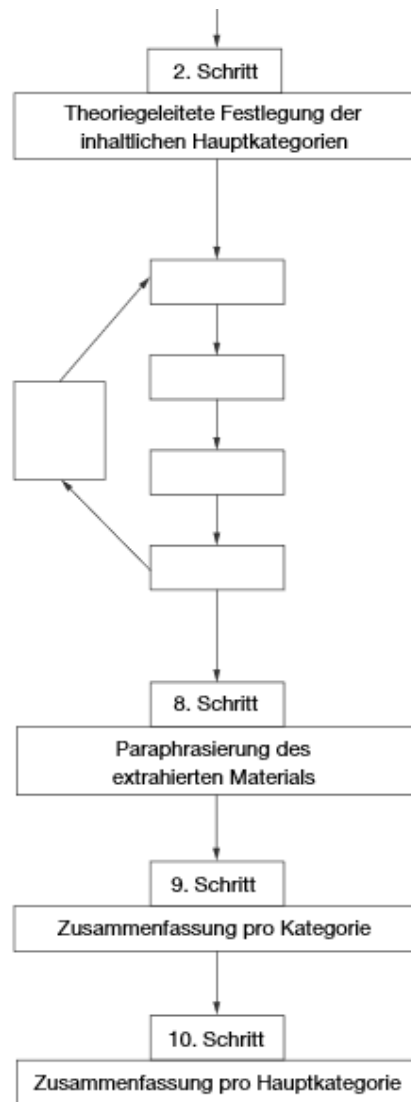 2. Schritt
Theoriegeleitete Festlegung der
inhaltlichen Hauptkategorien
8. Schritt
Paraphrasierung des
extrahierten Materials
9. Schritt
Zusammenfassung pro Kategorie
10. Schritt
Zusammenfassung pro Hauptkategorie